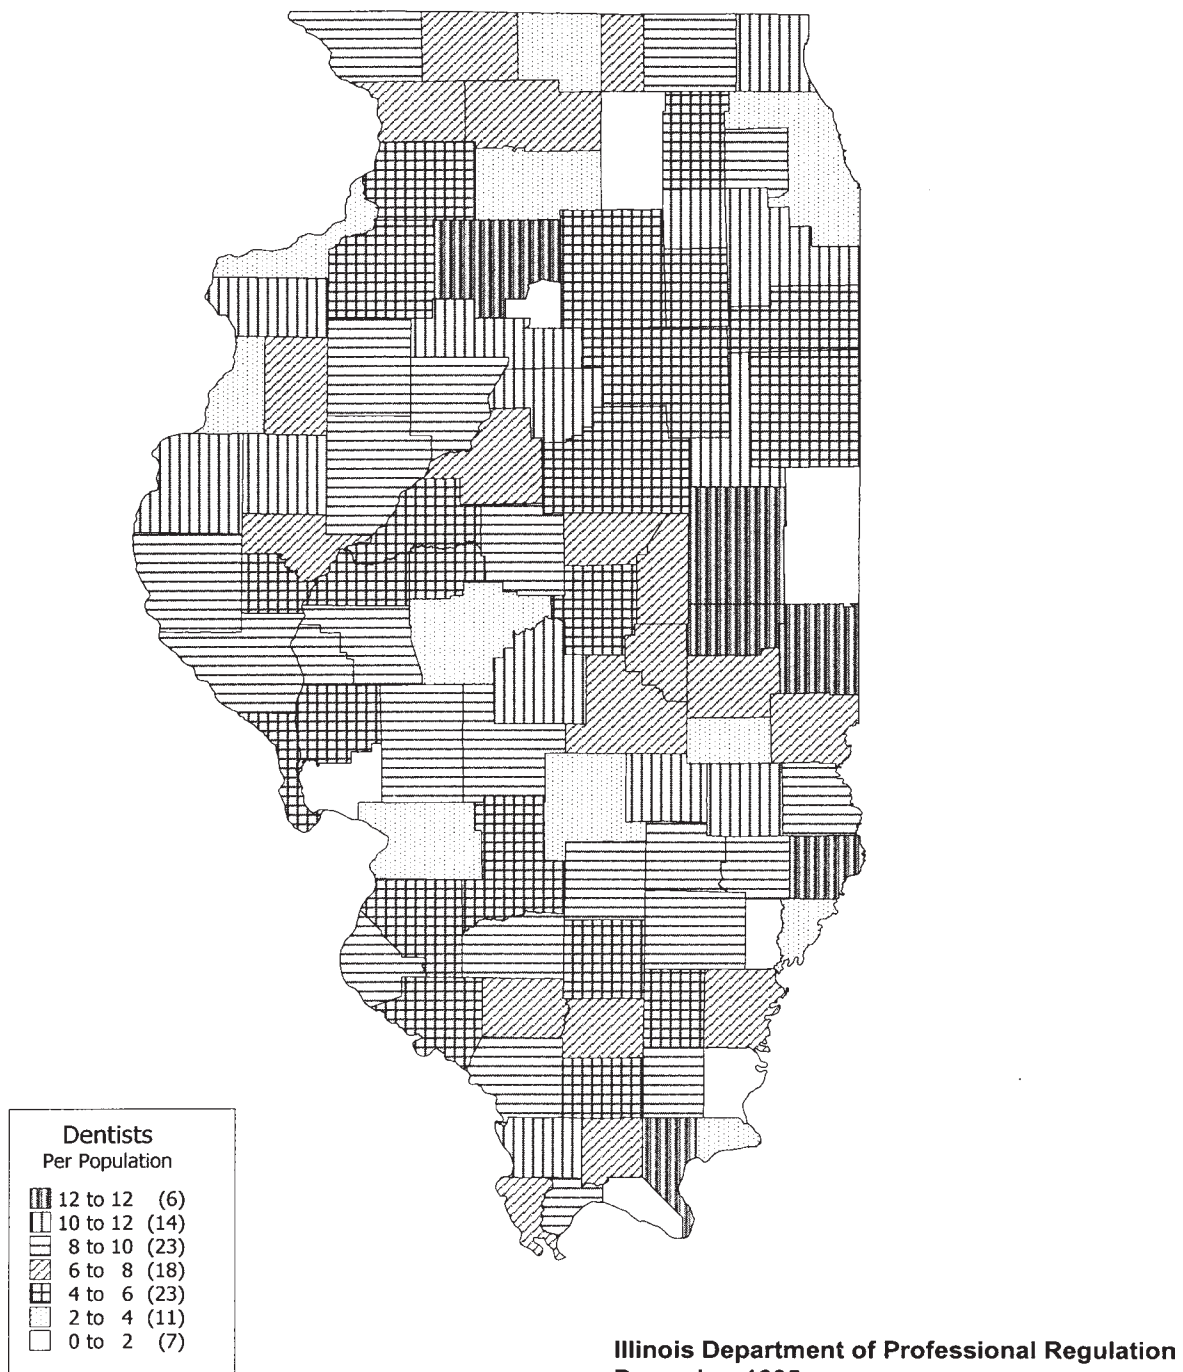 Dentists
Per Population
12 to 12 (6)
10 to 12 (14)
8 to 10 (23)
6 to 8 (18)
4 to 6 (23)
2 to 4 (11)
0 to 2 (7)
Illinois Department of Professional Regulation